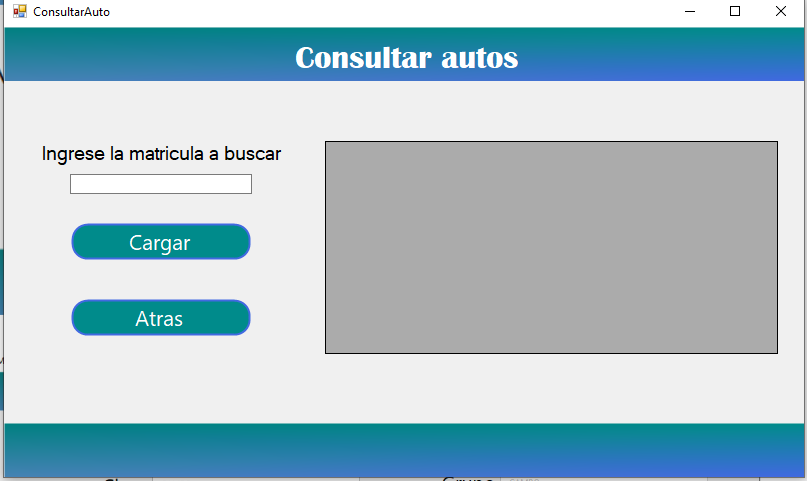 ConsultarAuto
Consultar autos
Ingrese la matricula a buscar
Cargar
Atras